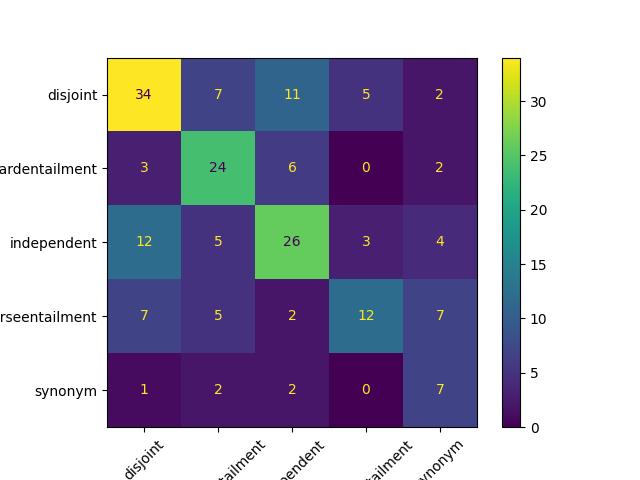 disjoint 34 7 11 5 2
ardentailment 3 24 6 0 2
independent 12 5 26 3 4
rseentailment 7 5 2 12 7
synonym 1 2 2 0 7
disjoint
tailment
pendent
tailment
ynonym
30
25
20
15
10
5
0